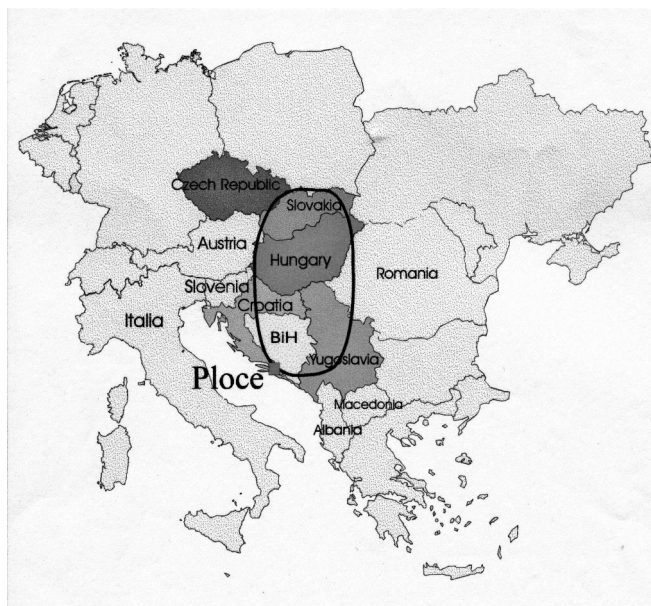 Czech Republic
Slovakia
Austria
Hungary
Romania
Slovenia
Croatia
Italia
BiH
Yugoslavia
Ploce
Macedonia
Albania